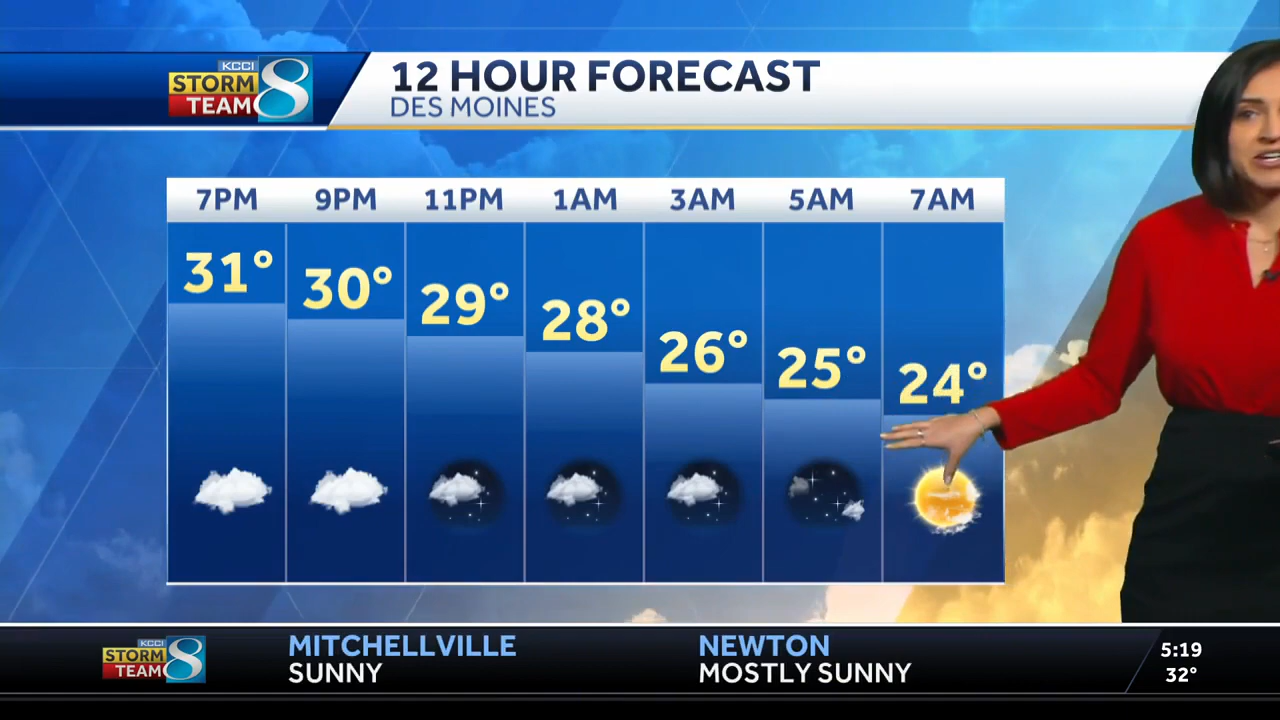 KCCI
STORM
TEAM 8
12 HOUR FORECAST
DES MOINES
7PM 9PM 11PM 1AM 3AM 5AM 7AM
31° 30° 29° 28° 26° 25° 24°
KCCI
STORM
TEAM 8
MITCHELLVILLE
SUNNY
NEWTON
MOSTLY SUNNY
5:19
32°